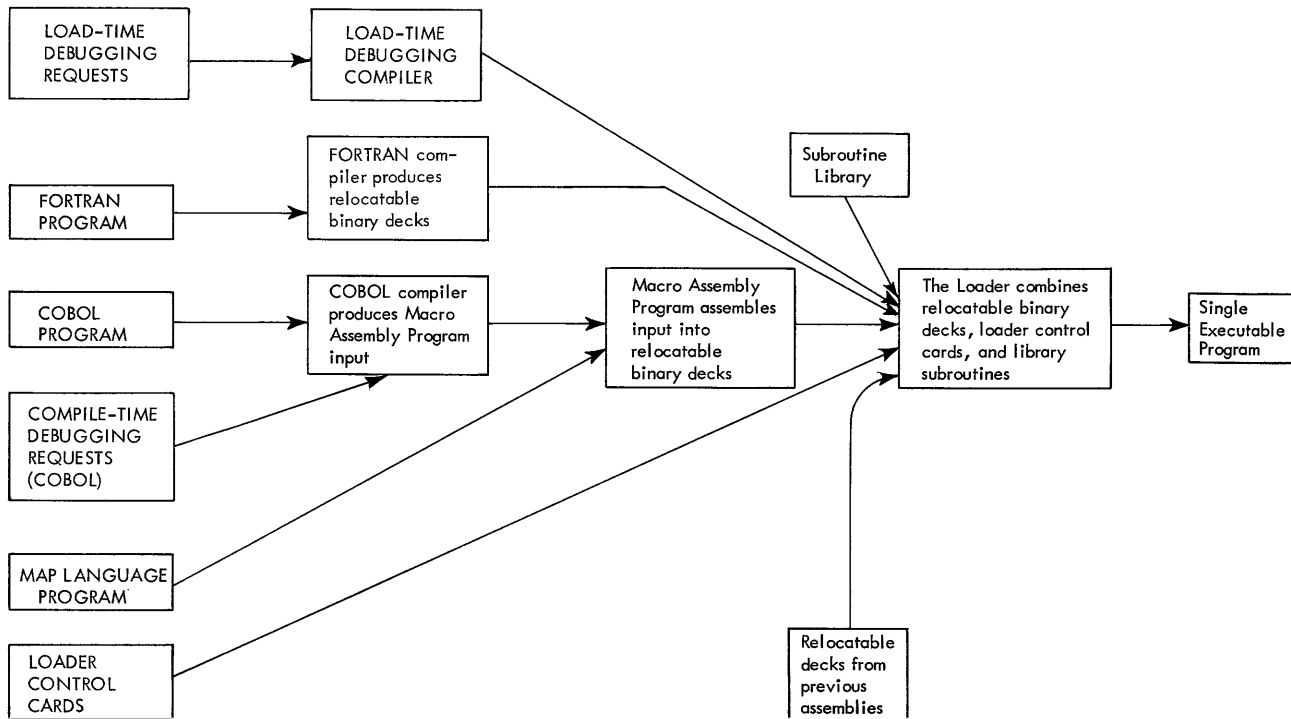 LOAD-TIME
DEBUGGING
REQUESTS
LOAD-TIME
DEBUGGING
COMPILER
FORTRAN
PROGRAM
FORTRAN com-
piler produces
relocatable
binary decks
Subroutine
Library
COBOL
PROGRAM
COBOL compiler
produces Macro
Assembly Program
input
Macro Assembly
Program assembles
input into
relocatable
binary decks
The Loader combines
relocatable binary
decks, loader control
cards, and library
subroutines
Single
Executable
Program
COMPILE-TIME
DEBUGGING
REQUESTS
(COBOL)
MAP LANGUAGE
PROGRAM
LOADER
CONTROL
CARDS
Relocatable
decks from
previous
assemblies